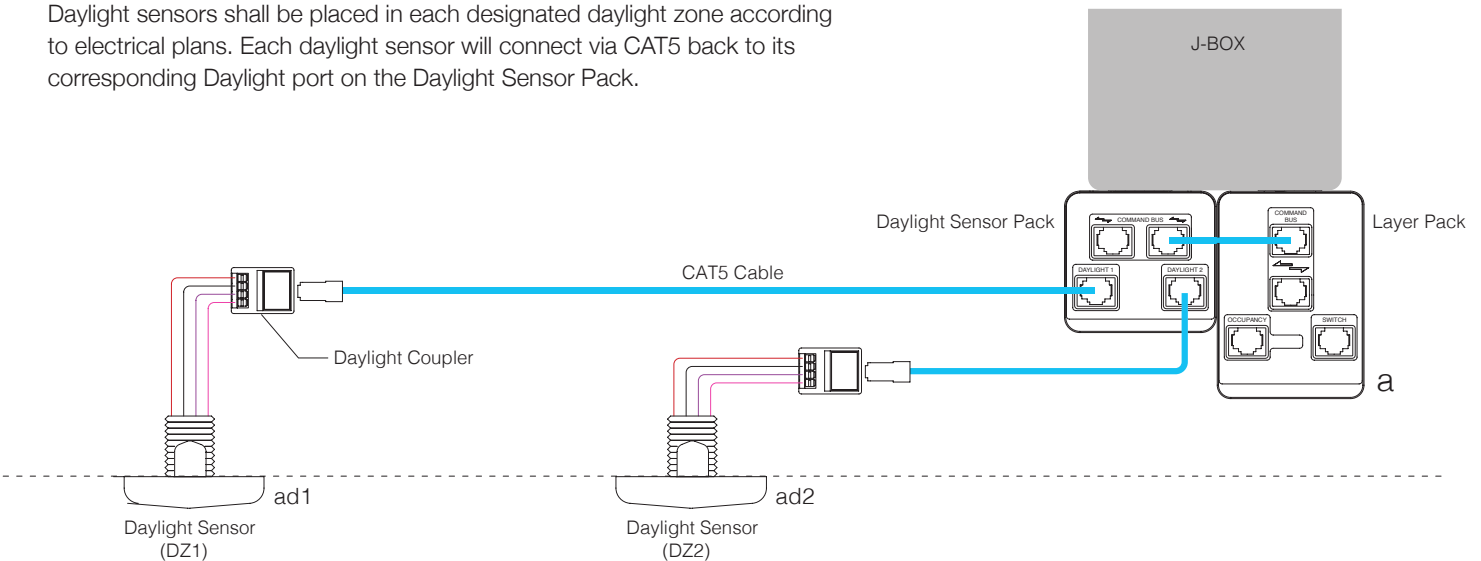 Daylight sensors shall be placed in each designated daylight zone according
to electrical plans. Each daylight sensor will connect via CAT5 back to its
corresponding Daylight port on the Daylight Sensor Pack.
J-BOX
Daylight Sensor Pack
COMMAND BUS
COMMAND
BUS
Layer Pack
CAT5 Cable
DAYLIGHT 1
DAYLIGHT 2
OCCUPANCY
SWITCH
Daylight Coupler
a
ad1
ad2
Daylight Sensor
(DZ1)
Daylight Sensor
(DZ2)